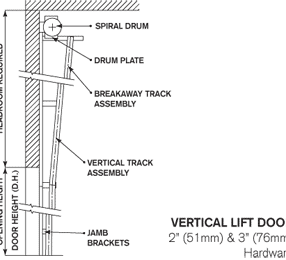 SPIRAL DRUM
DRUM PLATE
BREAKAWAY TRACK
ASSEMBLY
VERTICAL TRACK
ASSEMBLY
JAMB
BRACKETS
HEADROOM REQUIRED
OPENING HEIGHT
DOOR HEIGHT (D.H.)
VERTICAL LIFT DOO
2" (51mm) & 3" (76mm
Hardwar